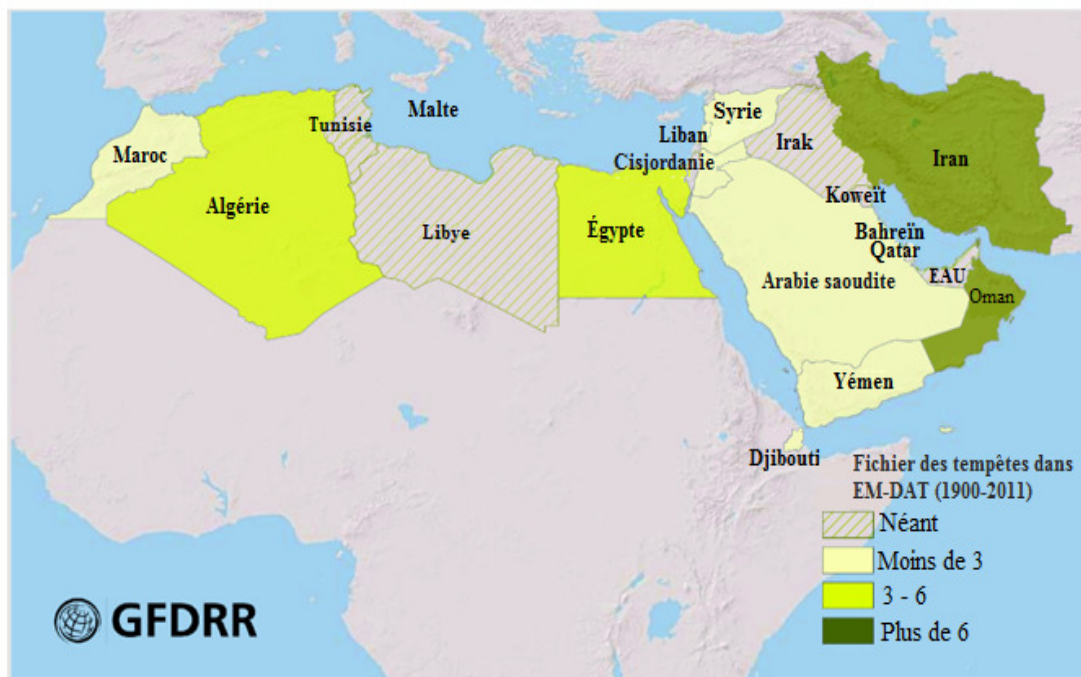 Malte
Tunisie
Syrie
Maroc
Liban
Irak
Cisjordanie
Iran
Koweït
Algérie
Libye
Égypte
Bahreïn
Qatar
EAU
Arabie saoudite
Oman
Yémen
Djibouti
Fichier des tempêtes dans
EM-DAT (1900-2011)
Néant
Moins de 3
3 - 6
Plus de 6
GFDRR